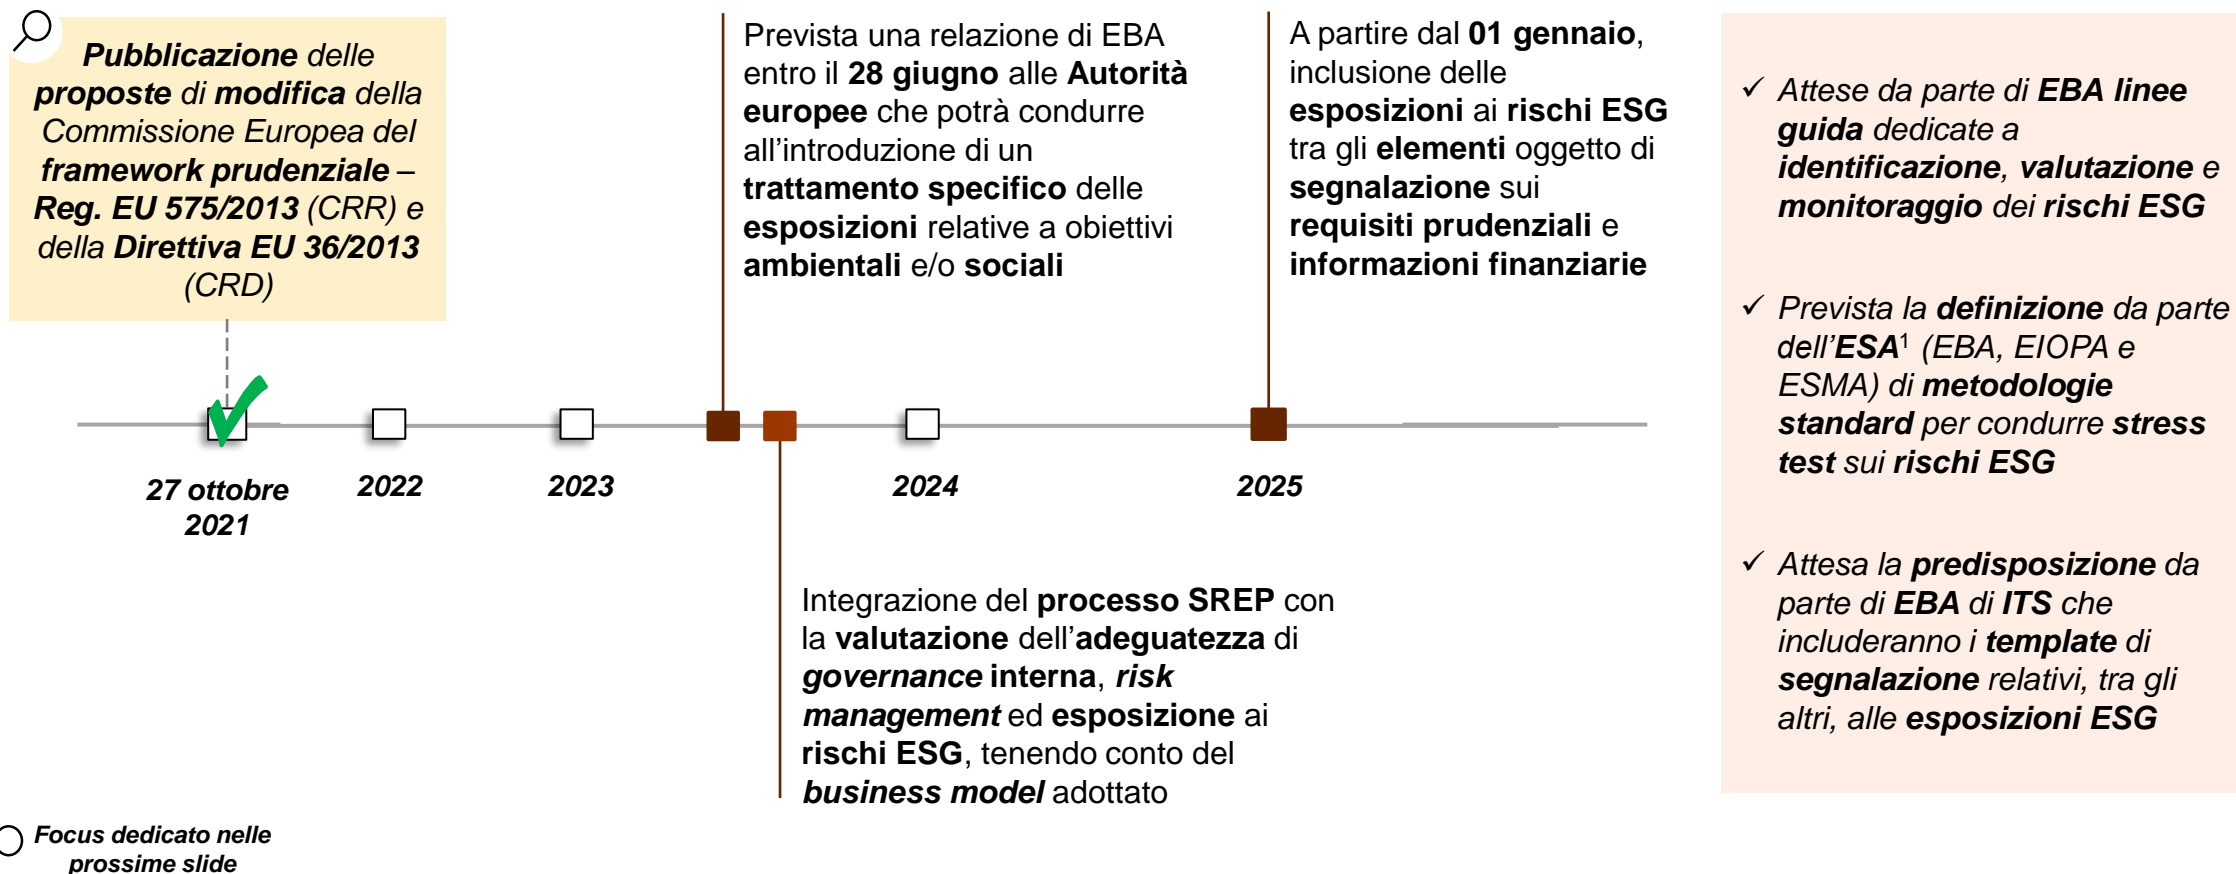 Pubblicazione delle
proposte di modifica della
Commissione Europea del
framework prudenziale –
Reg. EU 575/2013 (CRR) e
della Direttiva EU 36/2013
(CRD)
Prevista una relazione di EBA
entro il 28 giugno alle Autorità
europee che potrà condurre
all'introduzione di un
trattamento specifico delle
esposizioni relative a obiettivi
ambientali e/o sociali
A partire dal 01 gennaio,
inclusione delle
esposizioni ai rischi ESG
tra gli elementi oggetto di
segnalazione sui
requisiti prudenziali e
informazioni finanziarie
27 ottobre
2021
2022
2023
2024
2025
Integrazione del processo SREP con
la valutazione dell'adeguatezza di
governance interna, risk
management ed esposizione ai
rischi ESG, tenendo conto del
business model adottato
✓ Attese da parte di EBA linee
guida dedicate a
identificazione, valutazione e
monitoraggio dei rischi ESG
✓ Prevista la definizione da parte
dell'ESA¹ (EBA, EIOPA e
ESMA) di metodologie
standard per condurre stress
test sui rischi ESG
✓ Attesa la predisposizione da
parte di EBA di ITS che
includeranno i template di
segnalazione relativi, tra gli
altri, alle esposizioni ESG
Focus dedicato nelle
prossime slide